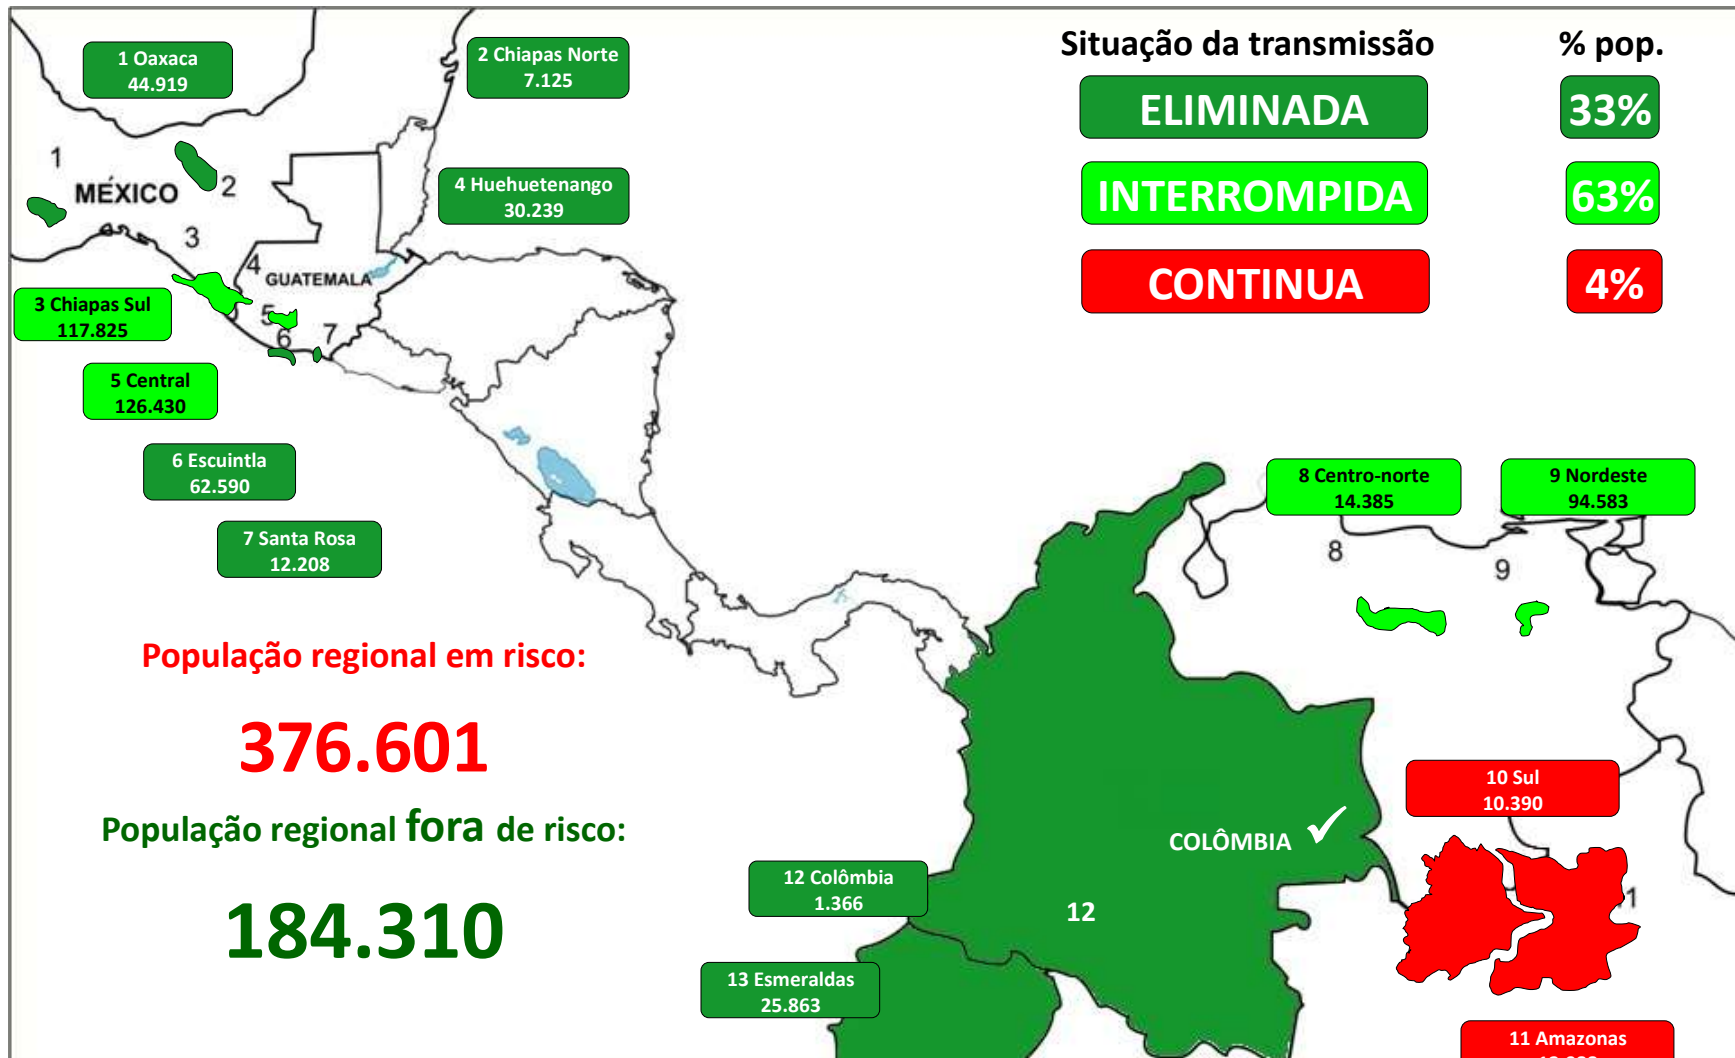 Situação da transmissão
% pop.
ELIMINADA
33%
INTERROMPIDA
63%
CONTINUA
4%
1 Oaxaca
44.919
2 Chiapas Norte
7.125
4 Huehuetenango
30.239
1
MÉXICO
2
3
4
GUATEMALA
5
6
7
3 Chiapas Sul
117.825
5 Central
126.430
6 Escuintla
62.590
7 Santa Rosa
12.208
8 Centro-norte
14.385
9 Nordeste
94.583
8
9
População regional em risco:
376.601
População regional fora de risco:
184.310
10 Sul
10.390
COLÔMBIA ✓
12 Colômbia
1.366
12
13 Esmeraldas
25.863
11 Amazonas